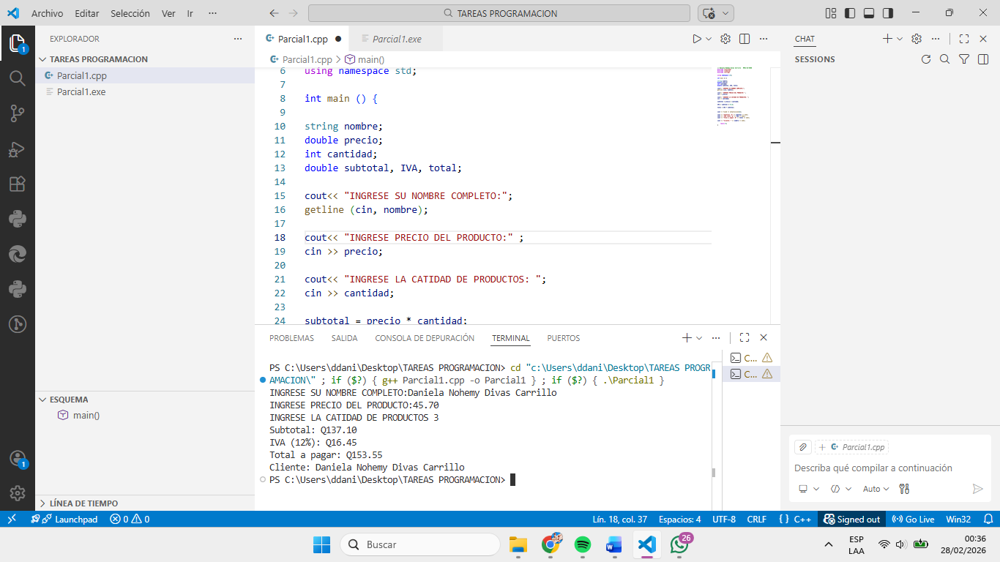 Archivo Editar Selección Ver Ir ··· TAREAS PROGRAMACION
EXPLORADOR ···
TAREAS PROGRAMACION
Parcial1.cpp
1
Parcial1.exe
ESQUEMA
main()
1
LÍNEA DE TIEMPO
Parcial1.cpp ● Parcial1.exe
Parcial1.cpp > main()
6 using namespace std;
7
8 int main () {
9
10 string nombre;
11 double precio;
12 int cantidad;
13 double subtotal, IVA, total;
14
15 cout<< "INGRESE SU NOMBRE COMPLETO:";
16 getline (cin, nombre);
17
18 cout<< "INGRESE PRECIO DEL PRODUCTO:" ;
19 cin >> precio;
20
21 cout<< "INGRESE LA CATIDAD DE PRODUCTOS: ";
22 cin >> cantidad;
23
24 subtotal = precio * cantidad;
PROBLEMAS SALIDA CONSOLA DE DEPURACIÓN TERMINAL PUERTOS
PS C:\Users\ddani\Desktop\TAREAS PROGRAMACION> cd "c:\Users\ddani\Desktop\TAREAS PROGR
AMACION\" ; if ($?) { g++ Parcial1.cpp -o Parcial1 } ; if ($?) { .\Parcial1 }
INGRESE SU NOMBRE COMPLETO:Daniela Nohemy Divas Carrillo
INGRESE PRECIO DEL PRODUCTO:45.70
INGRESE LA CATIDAD DE PRODUCTOS 3
Subtotal: Q137.10
IVA (12%): Q16.45
Total a pagar: Q153.55
Cliente: Daniela Nohemy Divas Carrillo
PS C:\Users\ddani\Desktop\TAREAS PROGRAMACION>
C...
C...
CHAT
SESSIONS
+ Parcial1.cpp
Describa qué compilar a continuación
Auto
Launchpad 0 0 Lín. 18, col. 37 Espacios: 4 UTF-8 CRLF {} C++ Signed out Go Live Win32
Buscar
26
ESP
LAA
00:36
28/02/2026